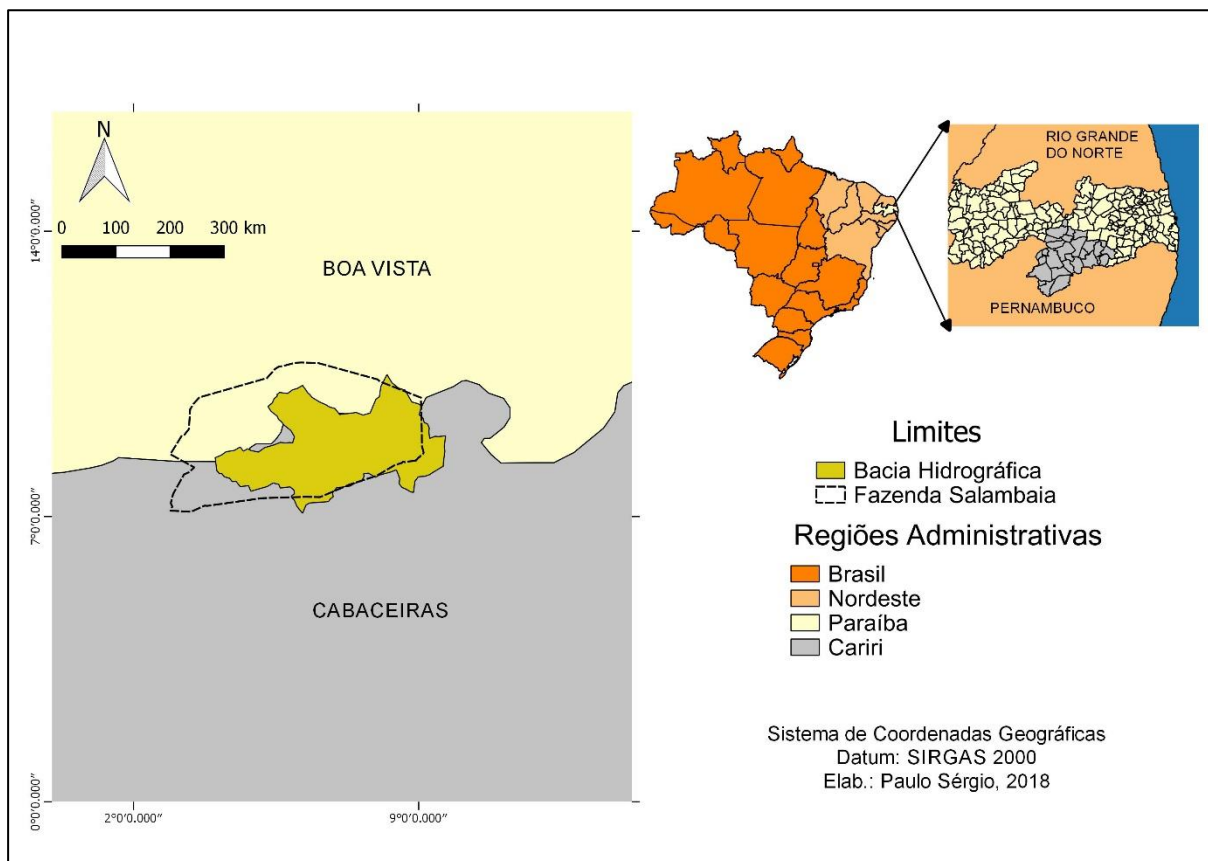 N
0 100 200 300 km
14°0'0.000"
7°0'0.000"
0°0'0.000"
2°0'0.000"
9°0'0.000"
BOA VISTA
CABACEIRAS
RIO GRANDE
DO NORTE
PERNAMBUCO
Limites
Bacia Hidrográfica
Fazenda Salambaia
Regiões Administrativas
Brasil
Nordeste
Paraíba
Cariri
Sistema de Coordenadas Geográficas
Datum: SIRGAS 2000
Elab.: Paulo Sérgio, 2018